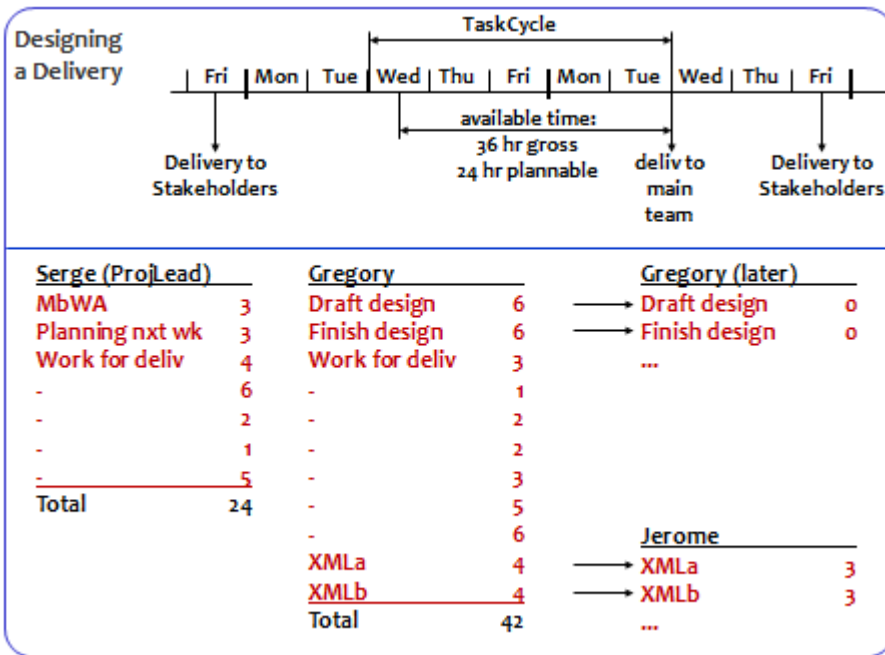 Designing
a Delivery
TaskCycle
Fri Mon Tue Wed Thu Fri Mon Tue Wed Thu Fri
available time:
36 hr gross
24 hr plannable
Delivery to
Stakeholders
deliv to
main
team
Delivery to
Stakeholders
Serge (ProjLead)
MbWA 3
Planning nxt wk 3
Work for deliv 4
- 6
- 2
- 1
- 5
Total 24
Gregory
Draft design 6
Finish design 6
Work for deliv 3
- 1
- 2
- 2
- 3
- 5
- 6
XMLa 4
XMLb 4
Total 42
Gregory (later)
Draft design 0
Finish design 0
...
Jerome
XMLa 3
XMLb 3
...